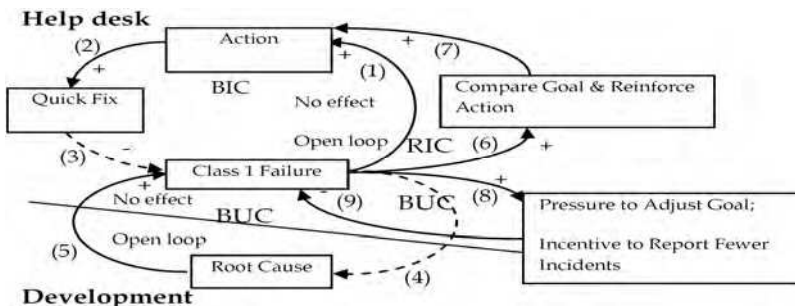 Help desk
(2)
Action
+
(7)
+
+
(1)
BIC
Quick Fix
No effect
Compare Goal & Reinforce
Action
(3)
-
Open loop
RIC
(6)
+
+
Class 1 Failure
-
(9)
+
(8)
No effect
BUC
BUC
Pressure to Adjust Goal;
(5)
Open loop
Incentive to Report Fewer
Incidents
Root Cause
(4)
Development